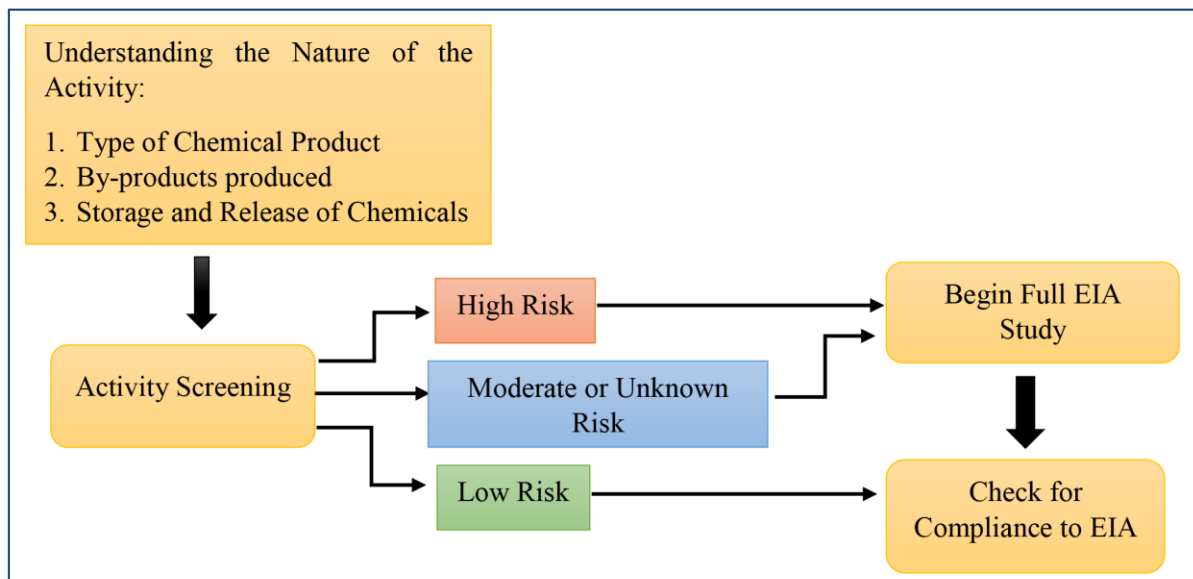 Understanding the Nature of the
Activity:
1. Type of Chemical Product
2. By-products produced
3. Storage and Release of Chemicals
High Risk
Begin Full EIA
Study
Activity Screening
Moderate or Unknown
Risk
Low Risk
Check for
Compliance to EIA